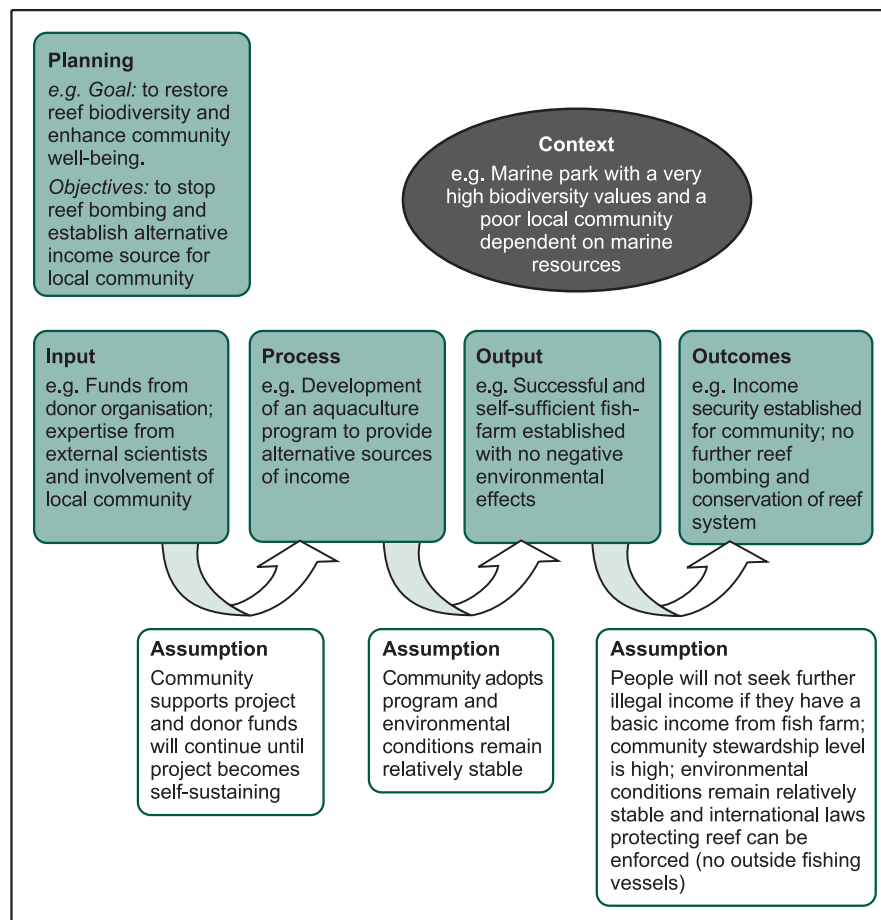 Planning
e.g. Goal: to restore
reef biodiversity and
enhance community
well-being.
Objectives: to stop
reef bombing and
establish alternative
income source for
local community
Context
e.g. Marine park with a very
high biodiversity values and a
poor local community
dependent on marine
resources
Input
e.g. Funds from
donor organisation;
expertise from
external scientists
and involvement of
local community
Process
e.g. Development
of an aquaculture
program to provide
alternative sources
of income
Output
e.g. Successful and
self-sufficient fish-
farm established
with no negative
environmental
effects
Outcomes
e.g. Income
security established
for community; no
further reef
bombing and
conservation of reef
system
Assumption
Community
supports project
and donor funds
will continue until
project becomes
self-sustaining
Assumption
Community adopts
program and
environmental
conditions remain
relatively stable
Assumption
People will not seek further
illegal income if they have a
basic income from fish farm;
community stewardship level
is high; environmental
conditions remain relatively
stable and international laws
protecting reef can be
enforced (no outside fishing
vessels)